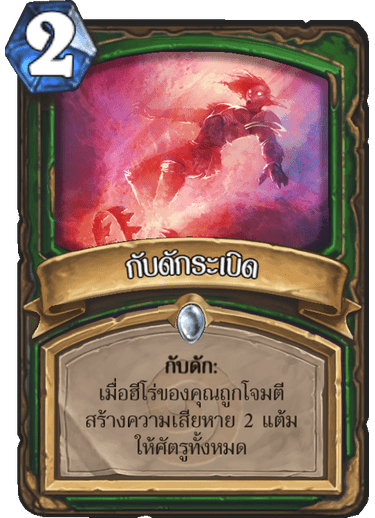 2
กับดักระเบิด
กับดัก:
เมื่อฮีโร่ของคุณถูกโจมตี
สร้างความเสียหาย 2 แต้ม
ให้ศัตรูทั้งหมด